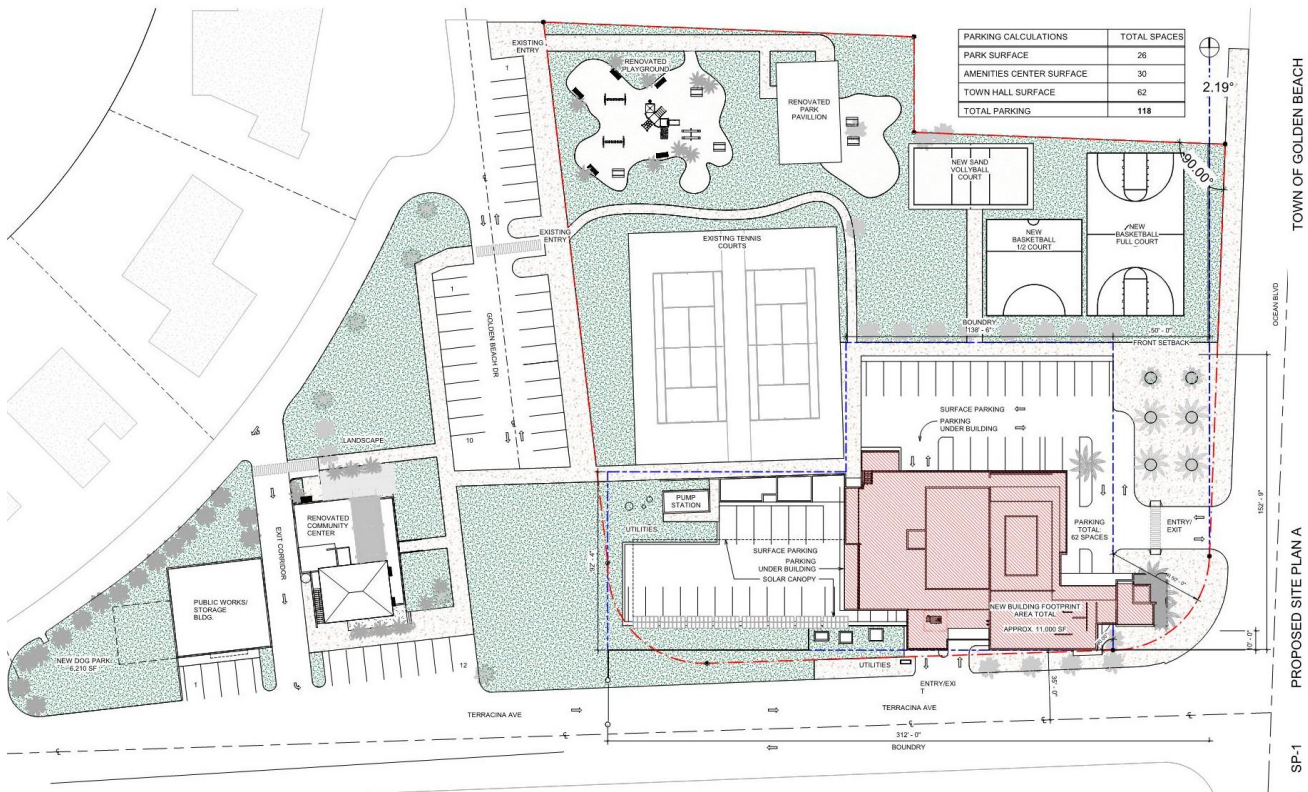 PARKING CALCULATIONS TOTAL SPACES
PARK SURFACE 26
AMENITIES CENTER SURFACE 30
TOWN HALL SURFACE 62
TOTAL PARKING 118
2.19°
90.00°
EXISTING
ENTRY
1
RENOVATED
PLAYGROUND
RENOVATED
PARK
PAVILLION
NEW SAND
VOLLYBALL
COURT
NEW
BASKETBALL
1/2 COURT
NEW
BASKETBALL
FULL COURT
EXISTING
ENTRY
EXISTING TENNIS
COURTS
1
GOLDEN BEACH DR
10
BOUNDRY
138' - 6"
50' - 0"
FRONT SETBACK
OCEAN BLVD
152' - 9"
LANDSCAPE
SURFACE PARKING
PARKING
UNDER BUILDING
PUMP
STATION
UTILITIES
92' - 4"
SURFACE PARKING
PARKING
UNDER BUILDING
SOLAR CANOPY
PARKING
TOTAL:
62 SPACES
ENTRY/
EXIT
RENOVATED
COMMUNITY
CENTER
EXIT CORRIDOR
PUBLIC WORKS/
STORAGE
BLDG.
NEW BUILDING FOOTPRINT
AREA TOTAL
APPROX. 11,000 SF
10' - 0"
NEW DOG PARK
6,210 SF
1
12
UTILITIES
ENTRY/EXI
T
35' - 0"
TERRACINA AVE
TERRACINA AVE
312' - 0"
BOUNDRY
TOWN OF GOLDEN BEACH
PROPOSED SITE PLAN A
SP-1